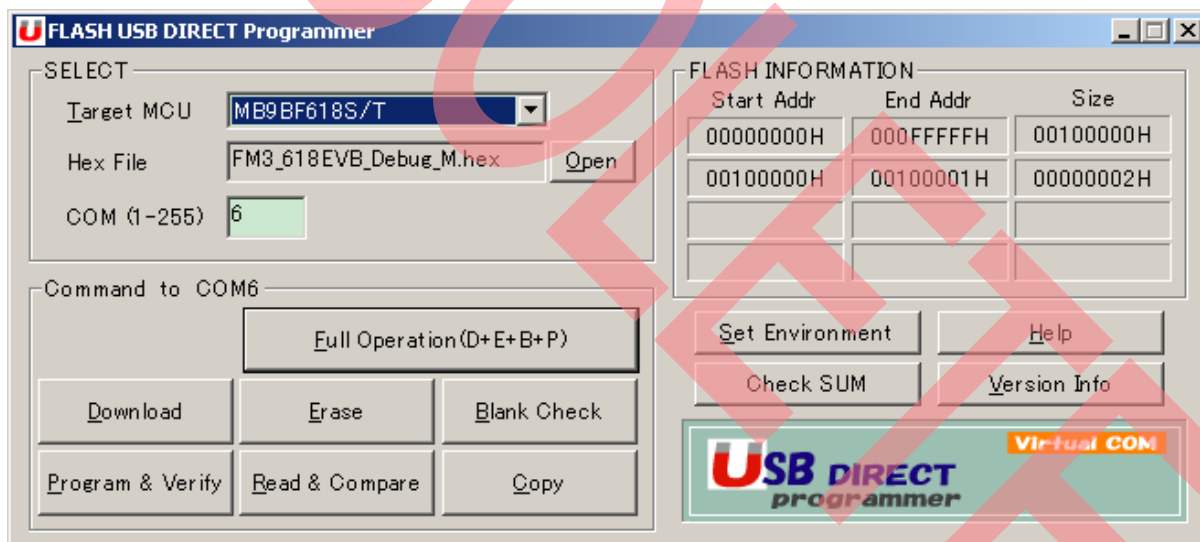 FLASH USB DIRECT Programmer
SELECT
Target MCU
MB9BF618S/T
Hex File
FM3_618EVB_Debug_M.hex
Open
COM (1-255)
6
FLASH INFORMATION
Start Addr End Addr Size
00000000H 000FFFFFH 00100000H
00100000H 00100001H 00000002H
Command to COM6
Full Operation(D+E+B+P)
Download Erase Blank Check
Program & Verify Read & Compare Copy
Set Environment Help
Check SUM Version Info
Virtual COM
USB DIRECT
programmer